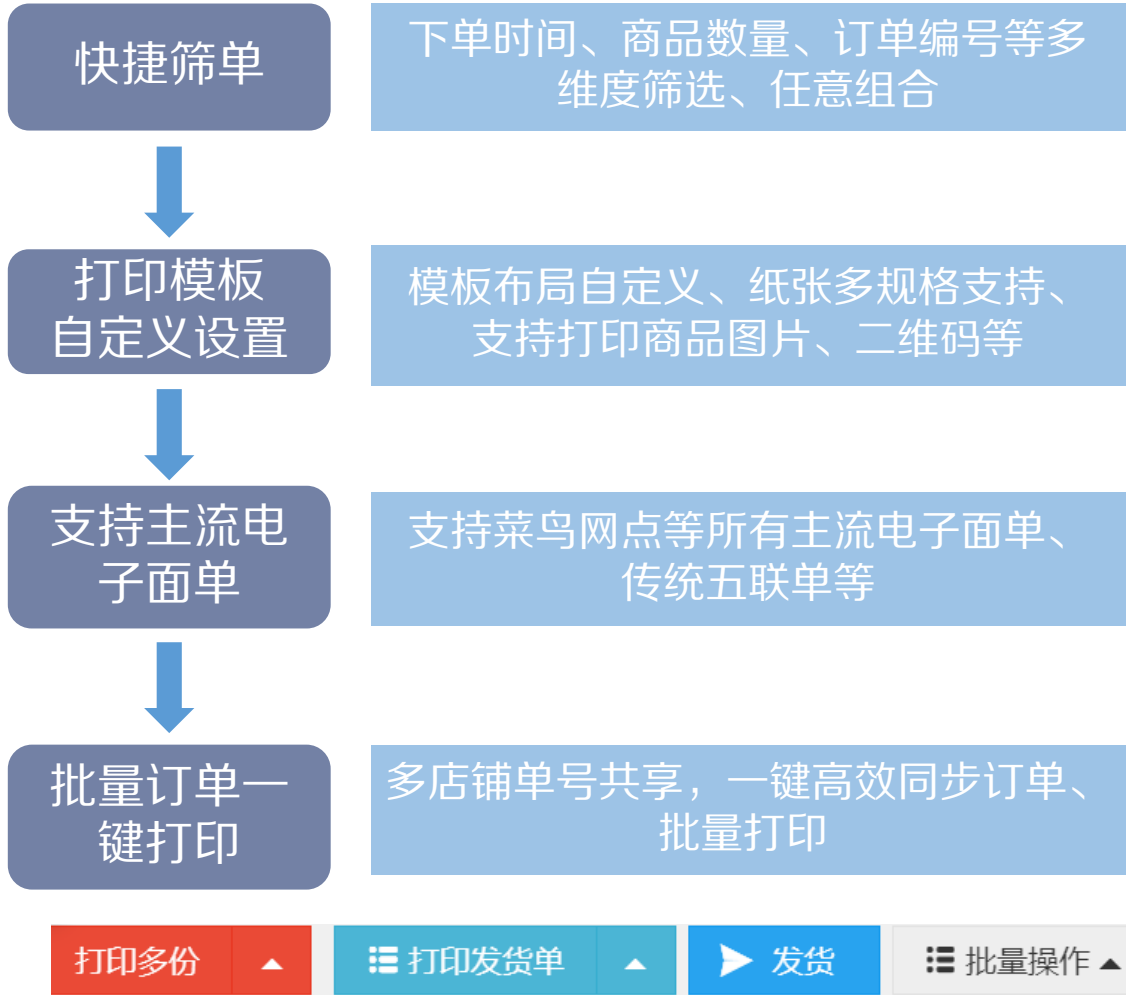 快捷筛单
下单时间、商品数量、订单编号等多
维度筛选、任意组合
打印模板
自定义设置
模板布局自定义、纸张多规格支持、
支持打印商品图片、二维码等
支持主流电
子面单
支持菜鸟网点等所有主流电子面单、
传统五联单等
批量订单一
键打印
多店铺单号共享，一键高效同步订单、
批量打印
打印多份
打印发货单
发货
批量操作